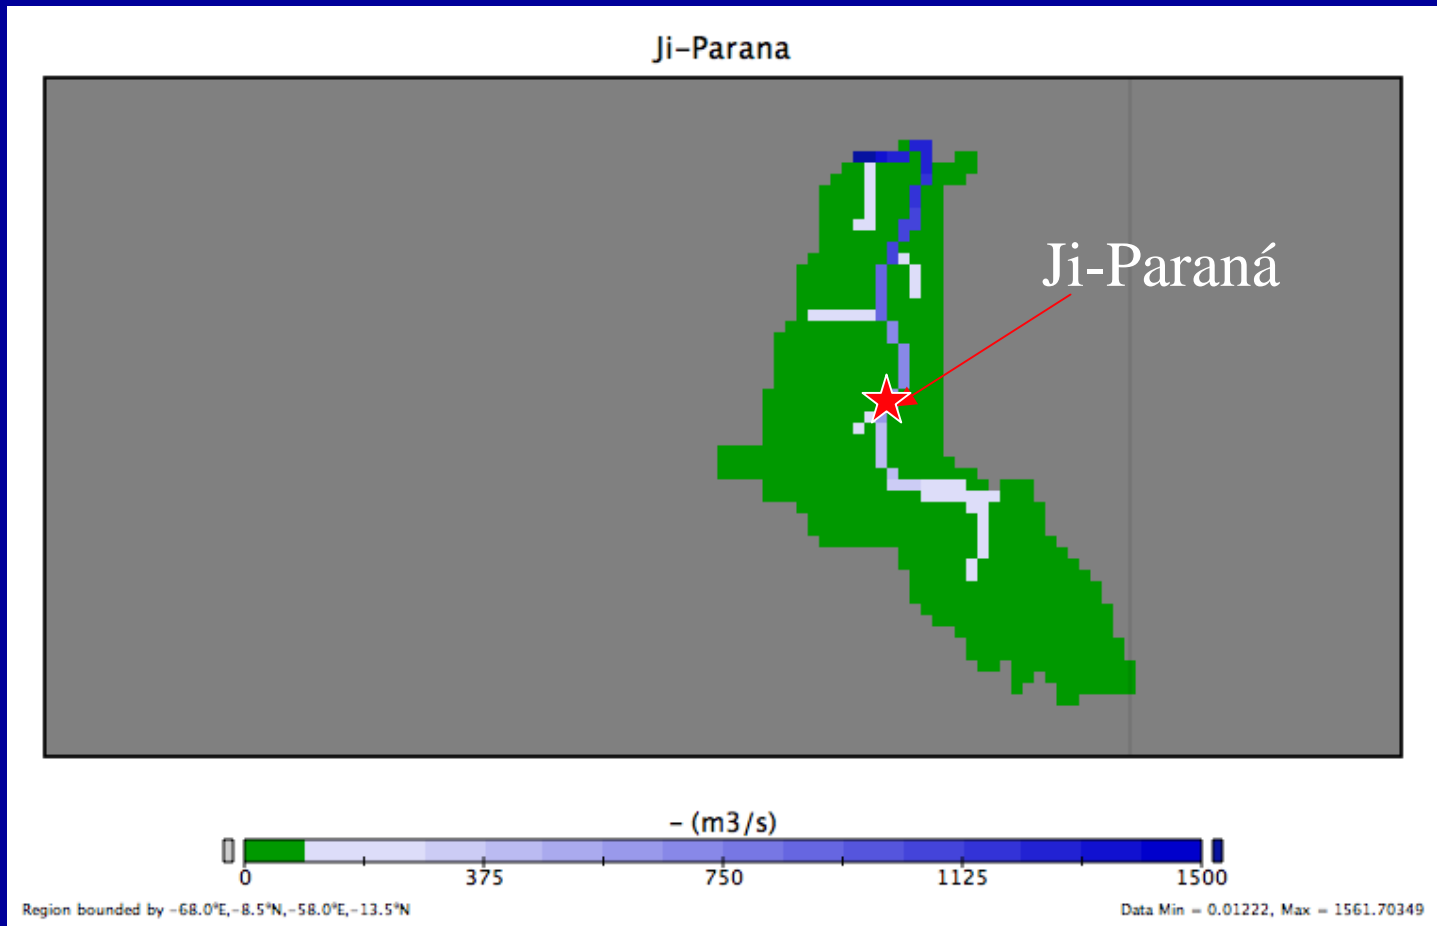 Ji–Parana
Ji-Paraná
– (m3/s)
0 375 750 1125 1500
Region bounded by –68.0°E,–8.5°N,–58.0°E,–13.5°N
Data Min = 0.01222, Max = 1561.70349